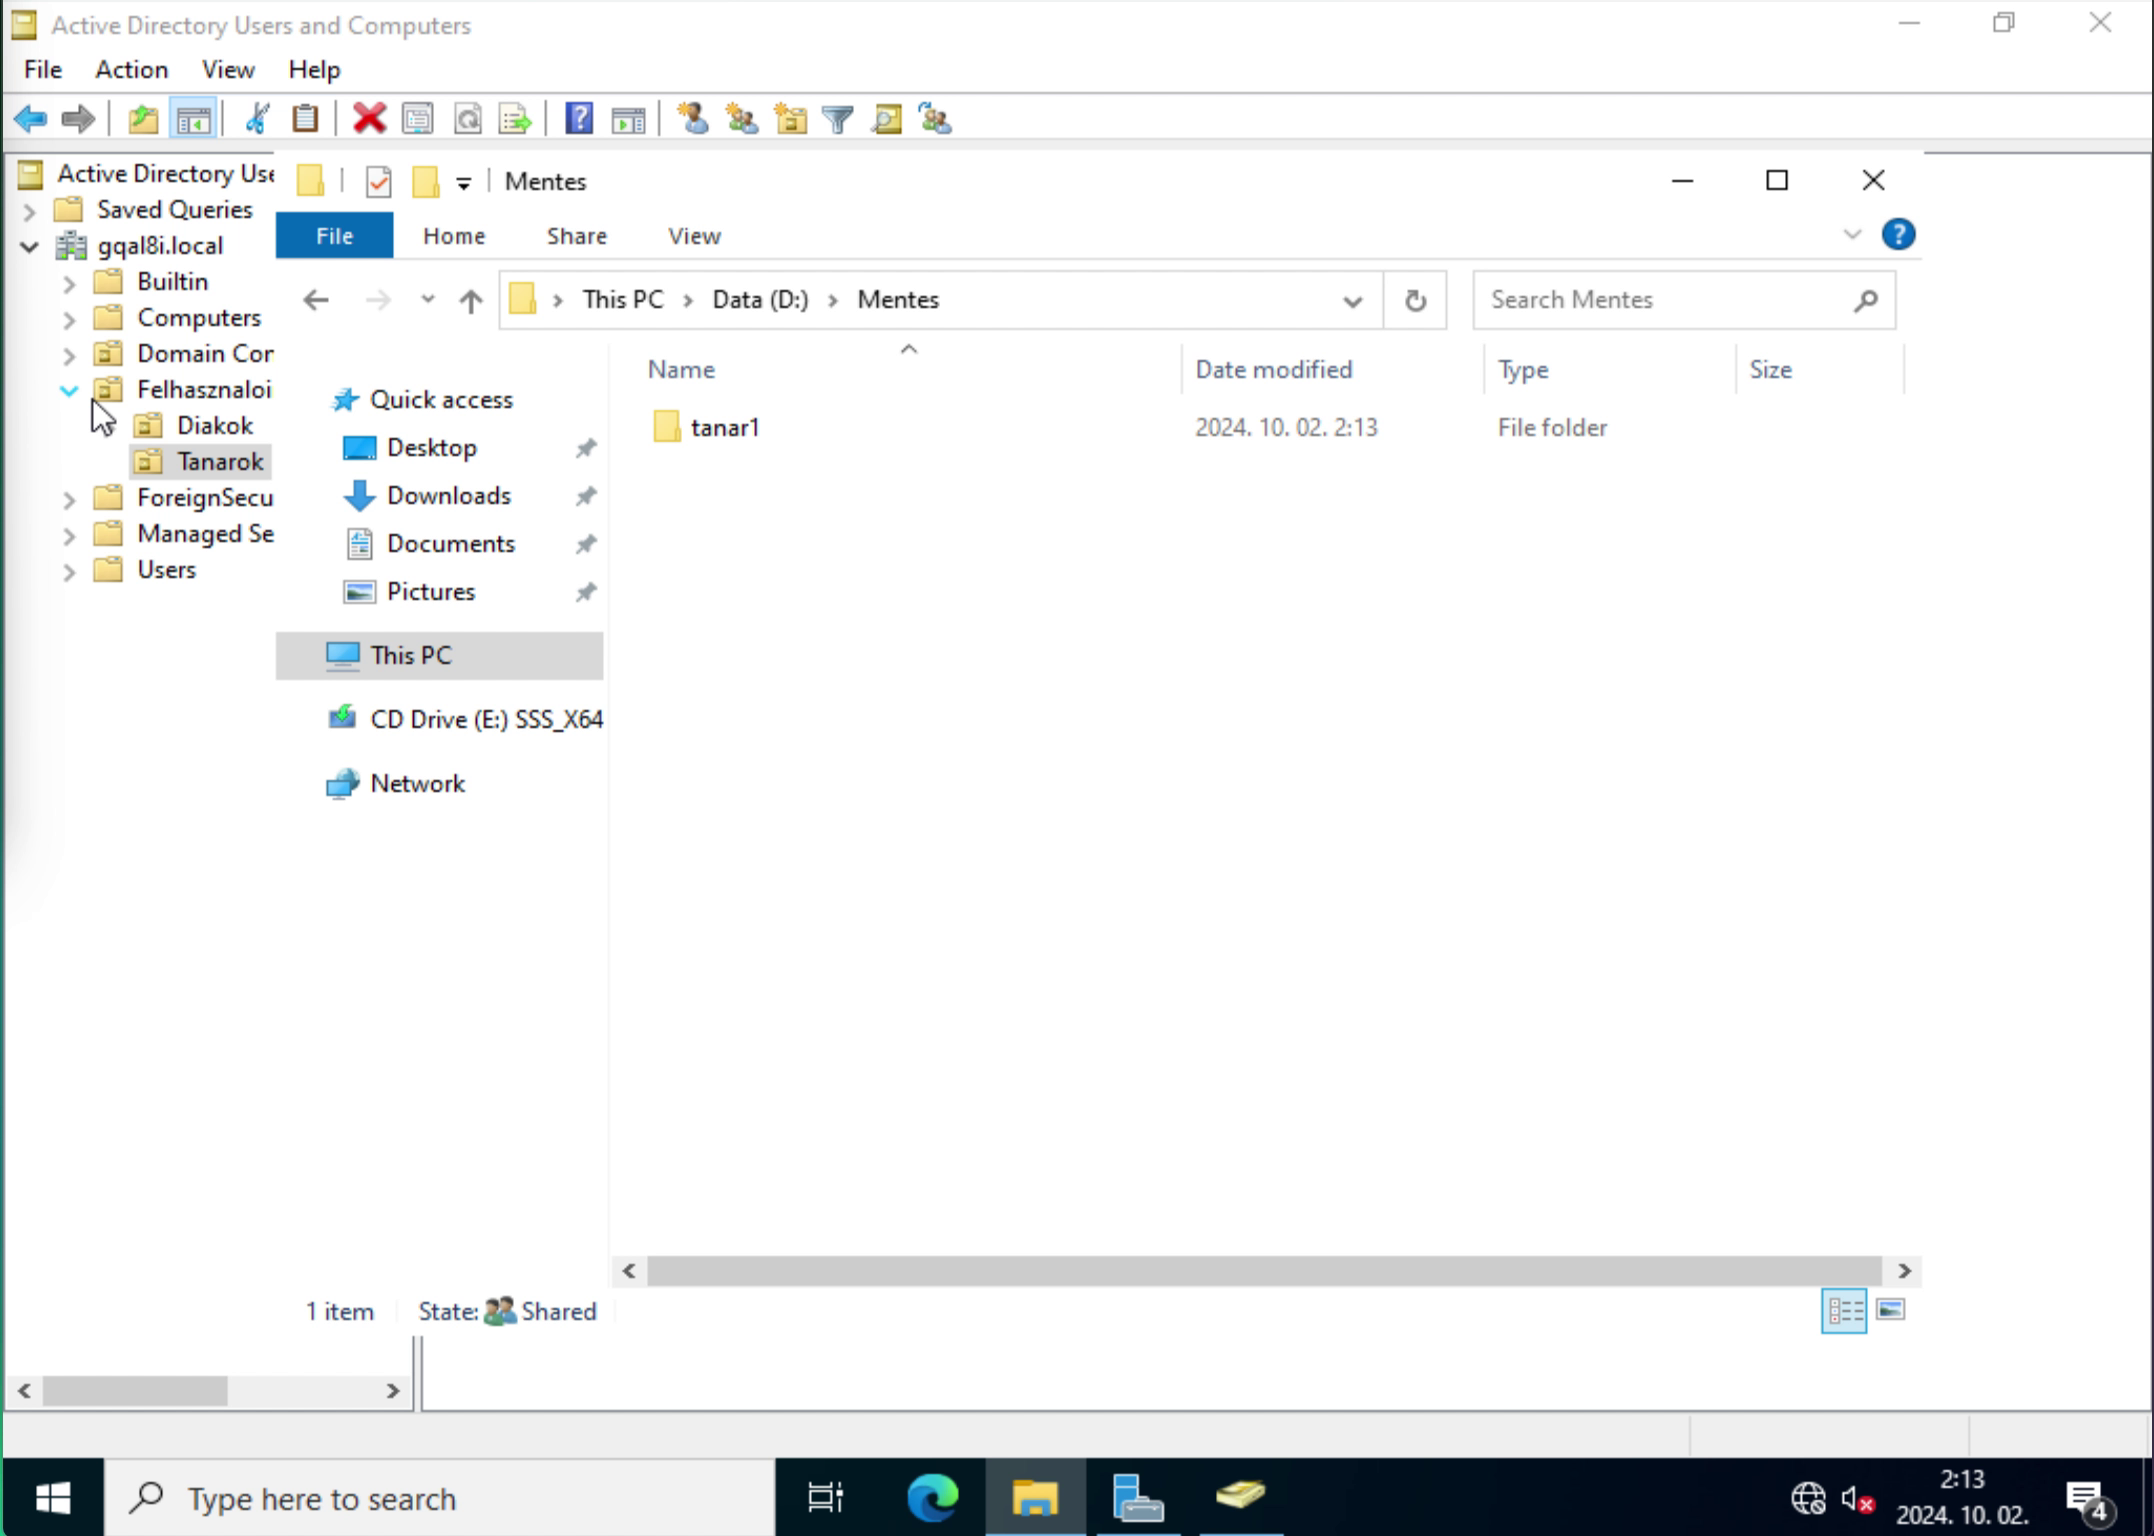 Active Directory Users and Computers
File Action View Help
Active Directory Use
Saved Queries
gqal8i.local
Builtin
Computers
Domain Con
Felhasznaloi
Diakok
Tanarok
ForeignSecu
Managed Se
Users
Mentes
File Home Share View
This PC Data (D:) Mentes
Search Mentes
Quick access
Desktop
Downloads
Documents
Pictures
This PC
CD Drive (E:) SSS_X64
Network
Name Date modified Type Size
tanar1 2024. 10. 02. 2:13 File folder
1 item State: Shared
Type here to search
2:13
2024. 10. 02.
4